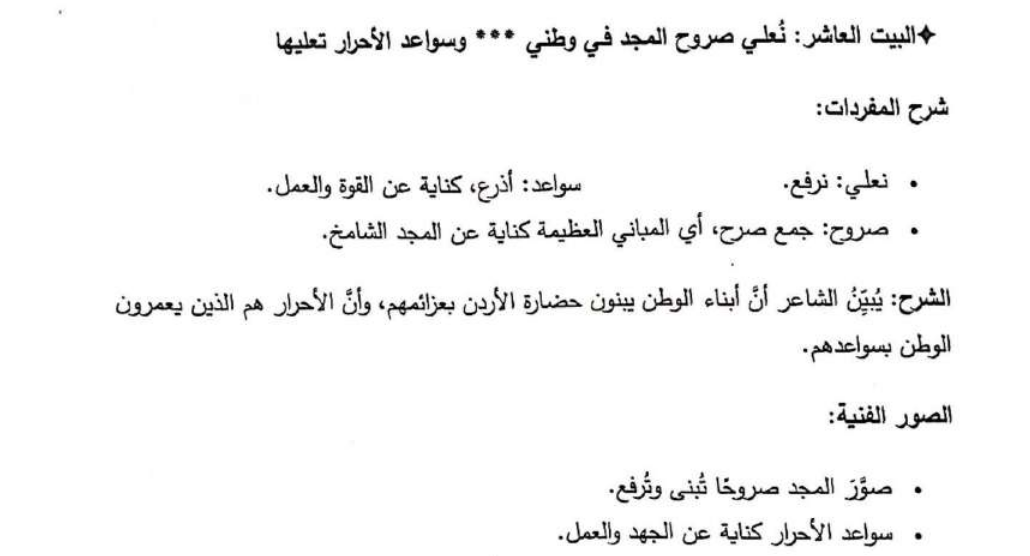 ✦البيت العاشر: نُعلي صروح المجد في وطني *** وسواعد الأحرار تعليها
شرح المفردات:
• نعلي: نرفع. سواعد: أذرع، كناية عن القوة والعمل.
• صروح: جمع صرح، أي المباني العظيمة كناية عن المجد الشامخ.
الشرح: يُبيِّنُ الشاعر أنَّ أبناء الوطن يبنون حضارة الأردن بعزائمهم، وأنَّ الأحرار هم الذين يعمرون
الوطن بسواعدهم.
الصور الفنية:
• صوَّرَ المجد صروحًا تُبنى وتُرفع.
• سواعد الأحرار كناية عن الجهد والعمل.